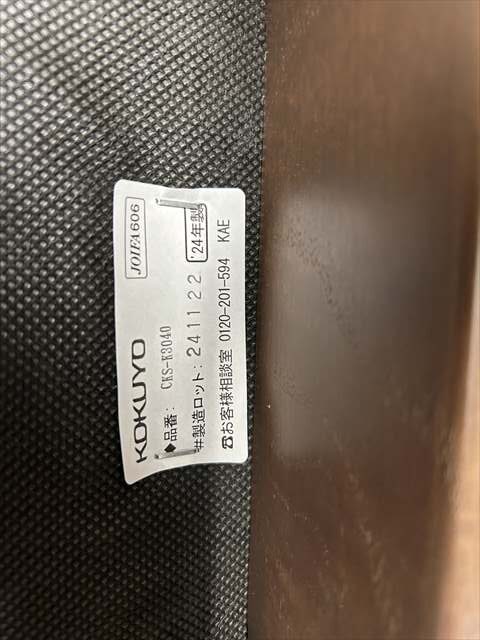 KOKUYO JOIFA606
◆品番: CKS-K3040
#製造ロット: 241122 '24年製
☎お客様相談室 0120-201-594 KAE